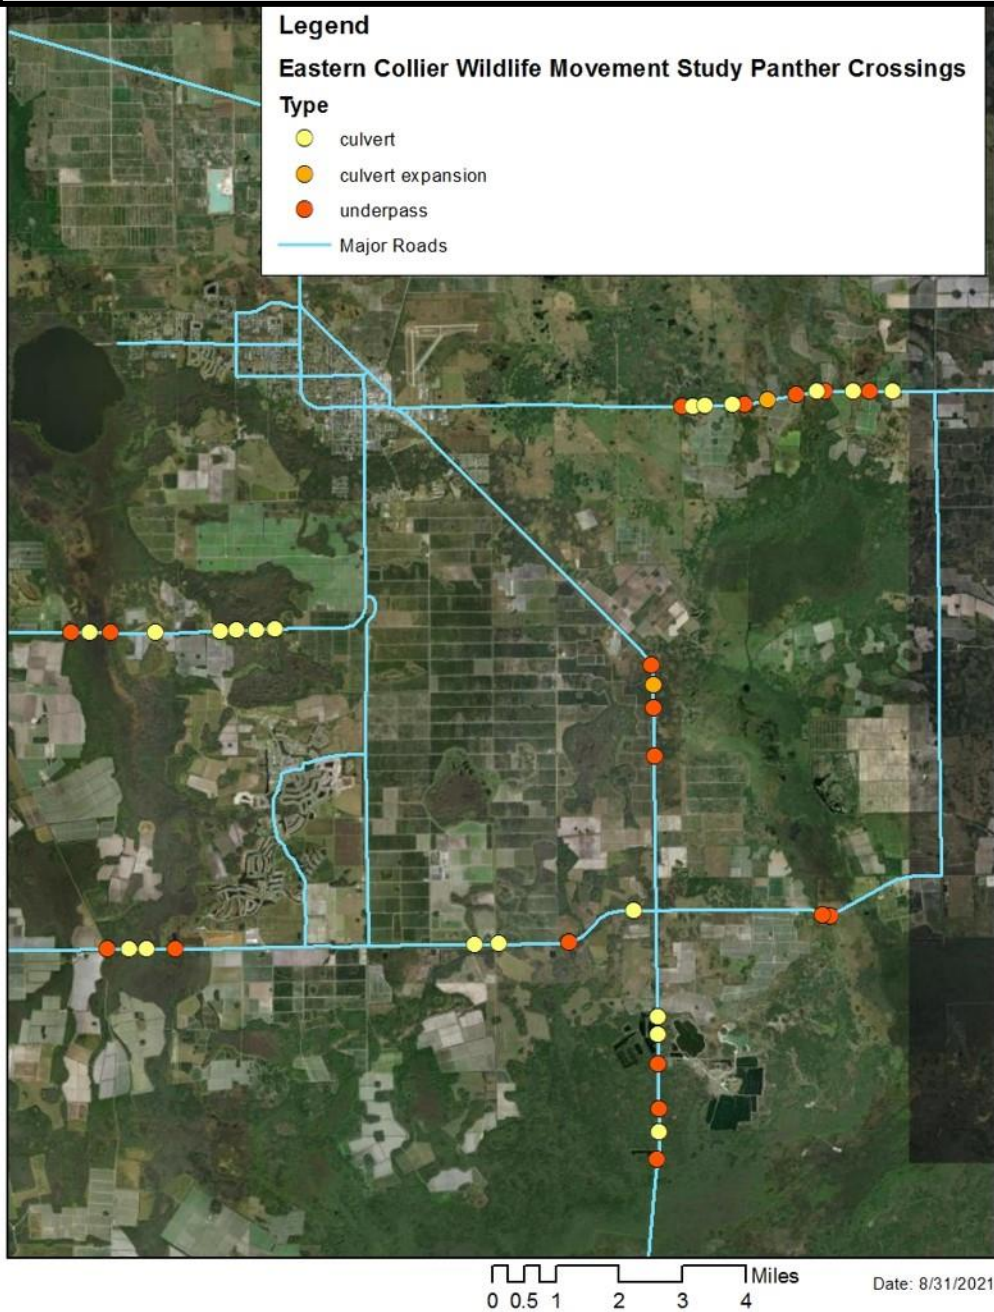 Legend
Eastern Collier Wildlife Movement Study Panther Crossings
Type
culvert
culvert expansion
underpass
Major Roads
Miles
0 0.5 1 2 3 4
Date: 8/31/2021